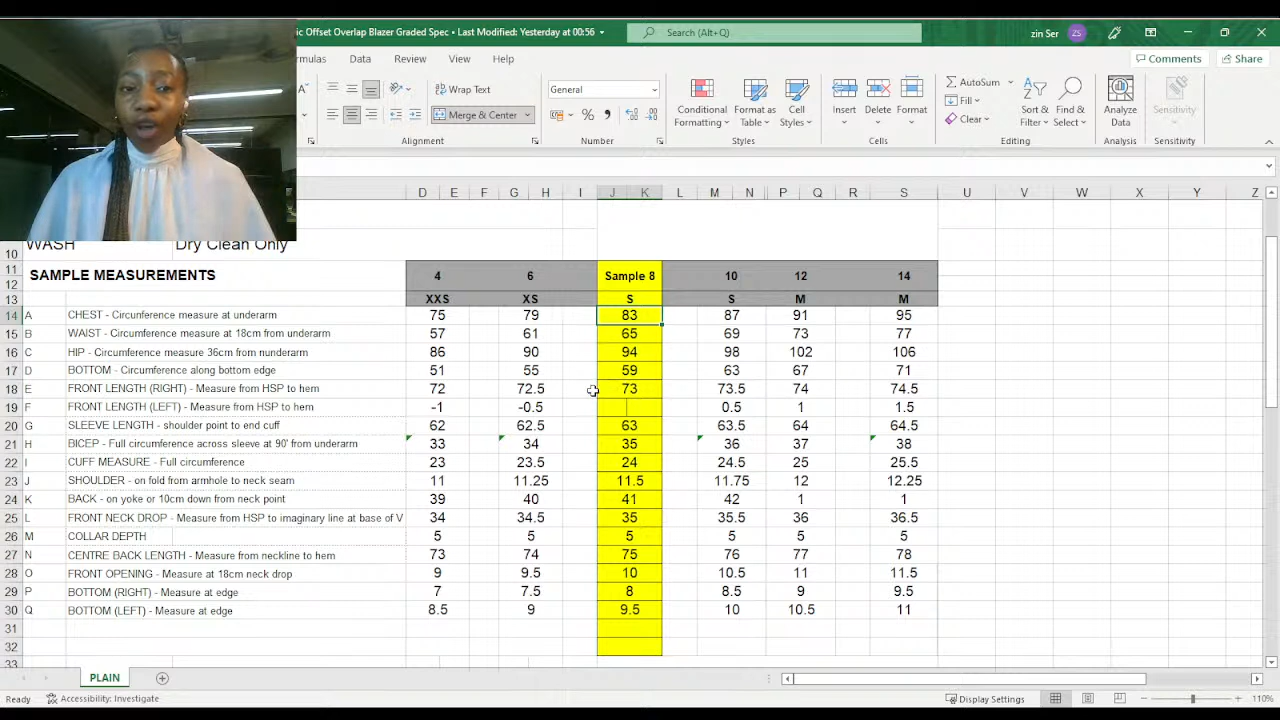 ic Offset Overlap Blazer Graded Spec • Last Modified: Yesterday at 00:56
Search (Alt+Q)
zin Ser ZS
rmulas Data Review View Help
Comments Share
Wrap Text General AutoSum
Merge & Center Conditional Formatting Format as Table Cell Styles Insert Delete Format Fill Clear Sort & Filter Find & Select Analyze Data Sensitivity
Alignment Number Styles Cells Editing Analysis Sensitivity
D E F G H I J K L M N P Q R S U V W X Y Z
10 WASH Dry Clean Only
11 SAMPLE MEASUREMENTS 4 6 Sample 8 10 12 14
12
13 XXS XS S S M M
14 A CHEST - Circumference measure at underarm 75 79 83 87 91 95
15 B WAIST - Circumference measure at 18cm from underarm 57 61 65 69 73 77
16 C HIP - Circumference measure 36cm from nunderarm 86 90 94 98 102 106
17 D BOTTOM - Circumference along bottom edge 51 55 59 63 67 71
18 E FRONT LENGTH (RIGHT) - Measure from HSP to hem 72 72.5 73 73.5 74 74.5
19 F FRONT LENGTH (LEFT) - Measure from HSP to hem -1 -0.5 0.5 1 1.5
20 G SLEEVE LENGTH - shoulder point to end cuff 62 62.5 63 63.5 64 64.5
21 H BICEP - Full circumference across sleeve at 90' from underarm 33 34 35 36 37 38
22 I CUFF MEASURE - Full circumference 23 23.5 24 24.5 25 25.5
23 J SHOULDER - on fold from armhole to neck seam 11 11.25 11.5 11.75 12 12.25
24 K BACK - on yoke or 10cm down from neck point 39 40 41 42 1 1
25 L FRONT NECK DROP - Measure from HSP to imaginary line at base of V 34 34.5 35 35.5 36 36.5
26 M COLLAR DEPTH 5 5 5 5 5 5
27 N CENTRE BACK LENGTH - Measure from neckline to hem 73 74 75 76 77 78
28 O FRONT OPENING - Measure at 18cm neck drop 9 9.5 10 10.5 11 11.5
29 P BOTTOM (RIGHT) - Measure at edge 7 7.5 8 8.5 9 9.5
30 Q BOTTOM (LEFT) - Measure at edge 8.5 9 9.5 10 10.5 11
31
32
33
PLAIN
Ready Accessibility: Investigate Display Settings 110%